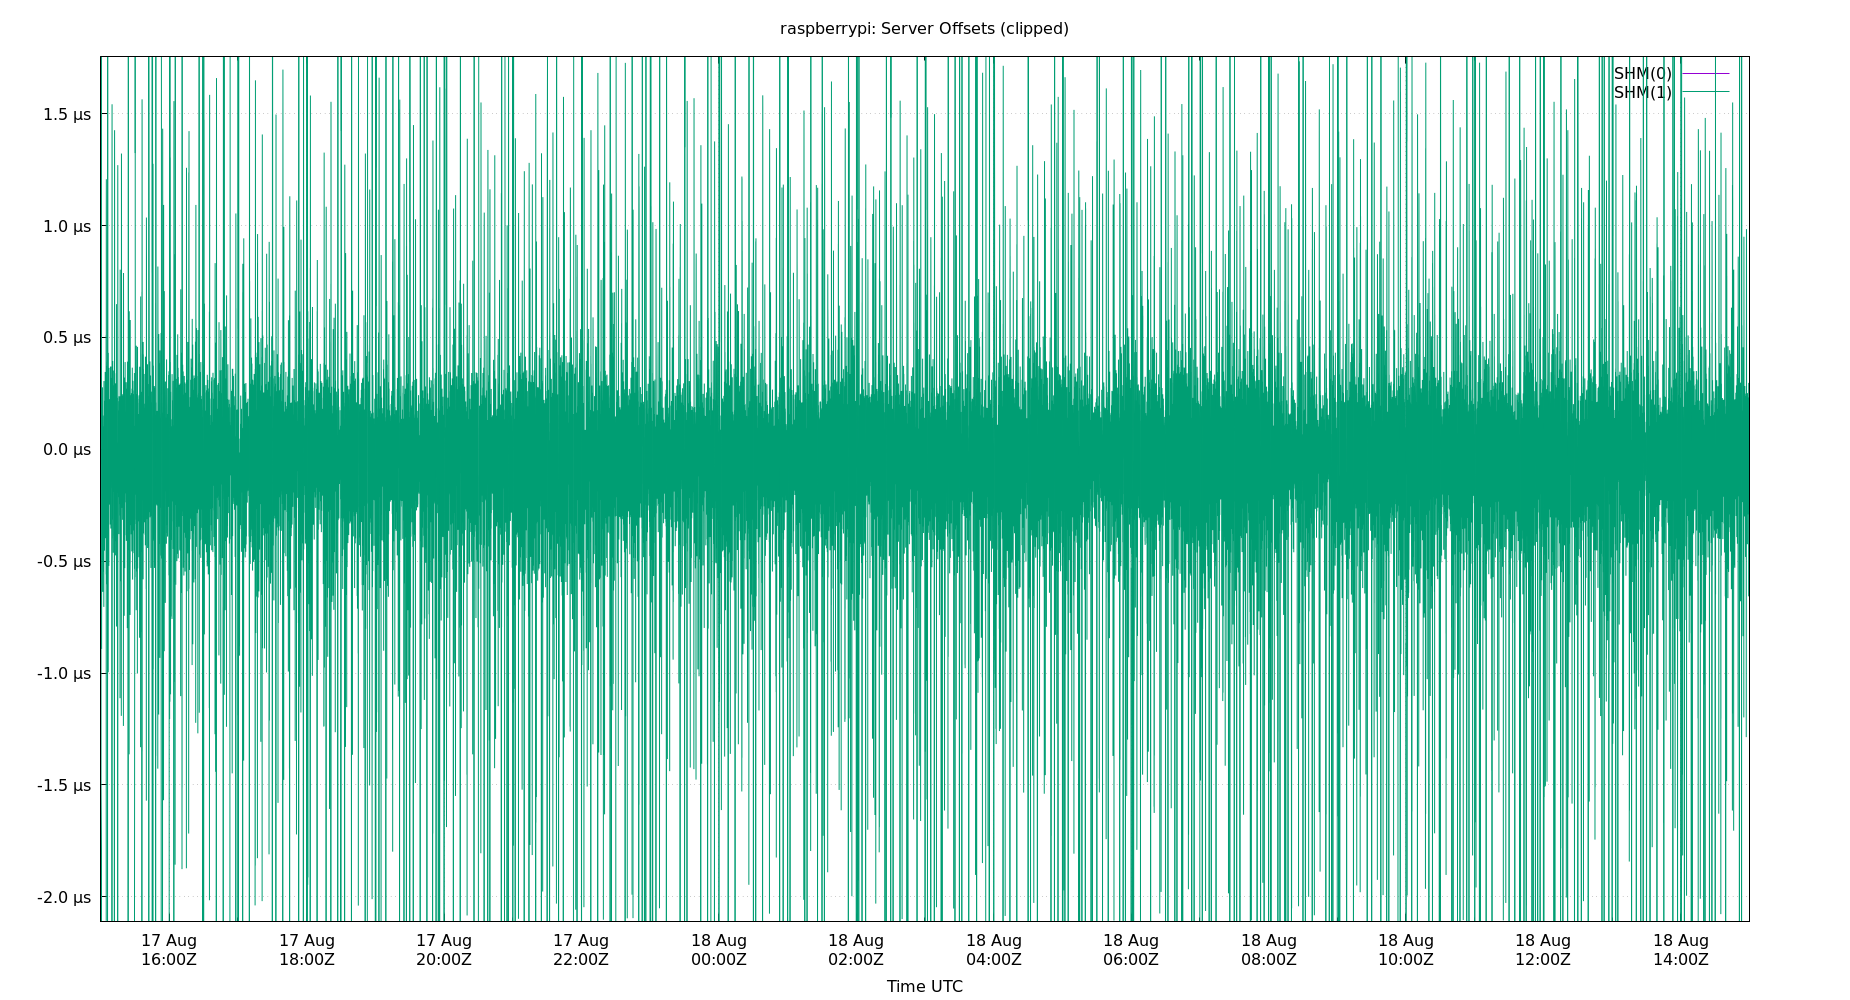 raspberrypi: Server Offsets (clipped)
SHM(0)
SHM(1)
1.5 µs
1.0 µs
0.5 µs
0.0 µs
-0.5 µs
-1.0 µs
-1.5 µs
-2.0 µs
17 Aug 17 Aug 17 Aug 17 Aug 18 Aug 18 Aug 18 Aug 18 Aug 18 Aug 18 Aug 18 Aug 18 Aug
16:00Z 18:00Z 20:00Z 22:00Z 00:00Z 02:00Z 04:00Z 06:00Z 08:00Z 10:00Z 12:00Z 14:00Z
Time UTC